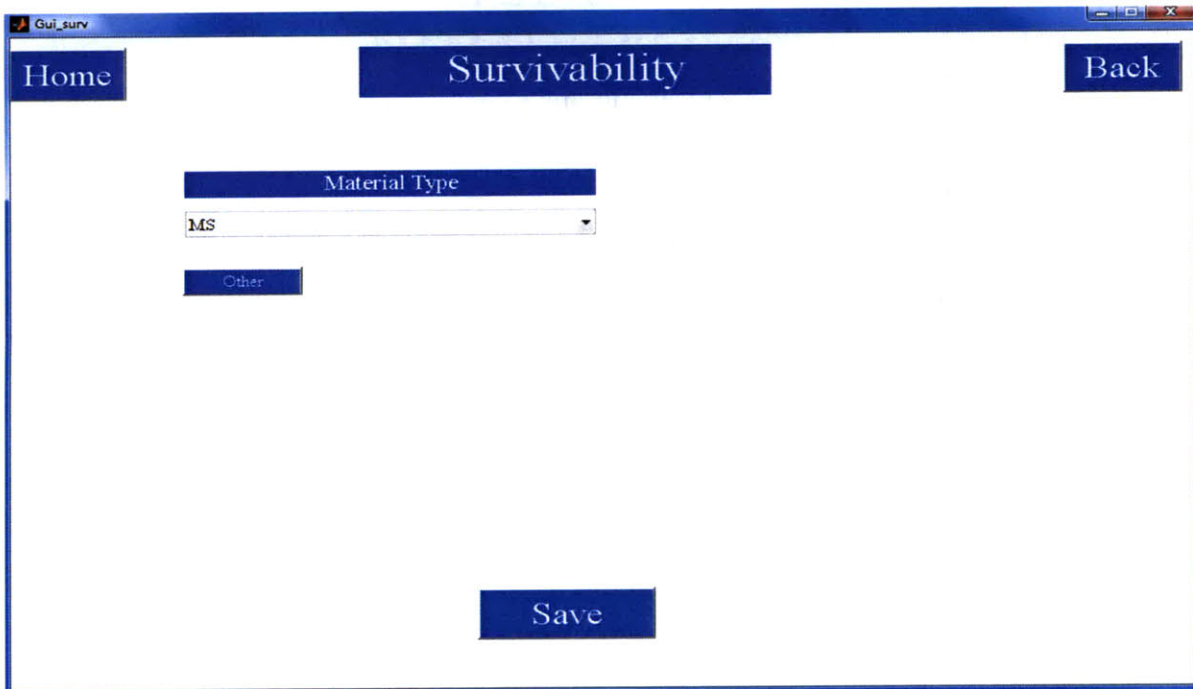 Gui_surv
Home
Survivability
Back
Material Type
MS
Other
Save